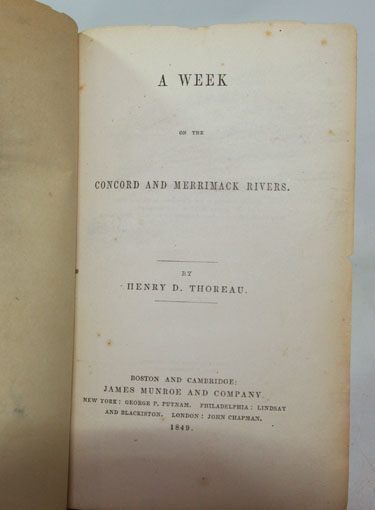 A WEEK
ON THE
CONCORD AND MERRIMACK RIVERS.
BY
HENRY D. THOREAU.
BOSTON AND CAMBRIDGE:
JAMES MUNROE AND COMPANY.
NEW YORK: GEORGE P. PUTNAM. PHILADELPHIA: LINDSAY
AND BLACKISTON. LONDON: JOHN CHAPMAN.
1849.